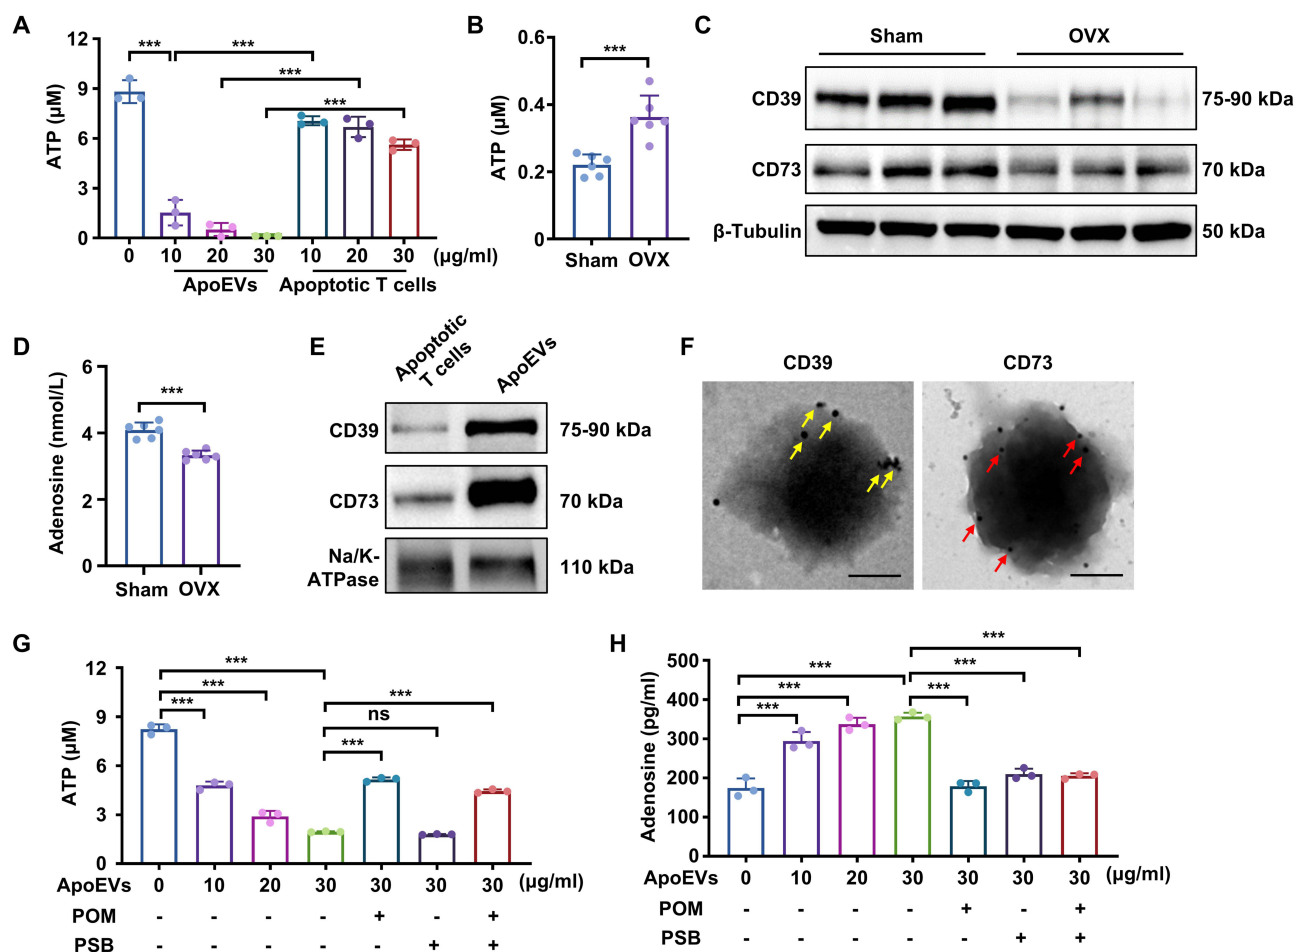 A
ATP (µM)
12
9
6
3
0
***
***
***
***
0 10 20 30 10 20 30 (µg/ml)
ApoEVs Apoptotic T cells
B
ATP (µM)
0.6
0.4
0.2
0
***
Sham OVX
C
Sham OVX
CD39 75-90 kDa
CD73 70 kDa
β-Tubulin 50 kDa
D
Adenosine (nmol/L)
6
4
2
0
***
Sham OVX
E
Apoptotic
T cells
ApoEVs
CD39 75-90 kDa
CD73 70 kDa
Na/K-
ATPase
110 kDa
F
CD39 CD73
G
ATP (µM)
12
9
6
3
0
***
***
***
***
ns
***
ApoEVs 0 10 20 30 30 30 30 (µg/ml)
POM - - - - + - +
PSB - - - - - + +
H
Adenosine (pg/ml)
500
400
300
200
100
0
***
***
***
***
***
***
ApoEVs 0 10 20 30 30 30 30 (µg/ml)
POM - - - - + - +
PSB - - - - - + +